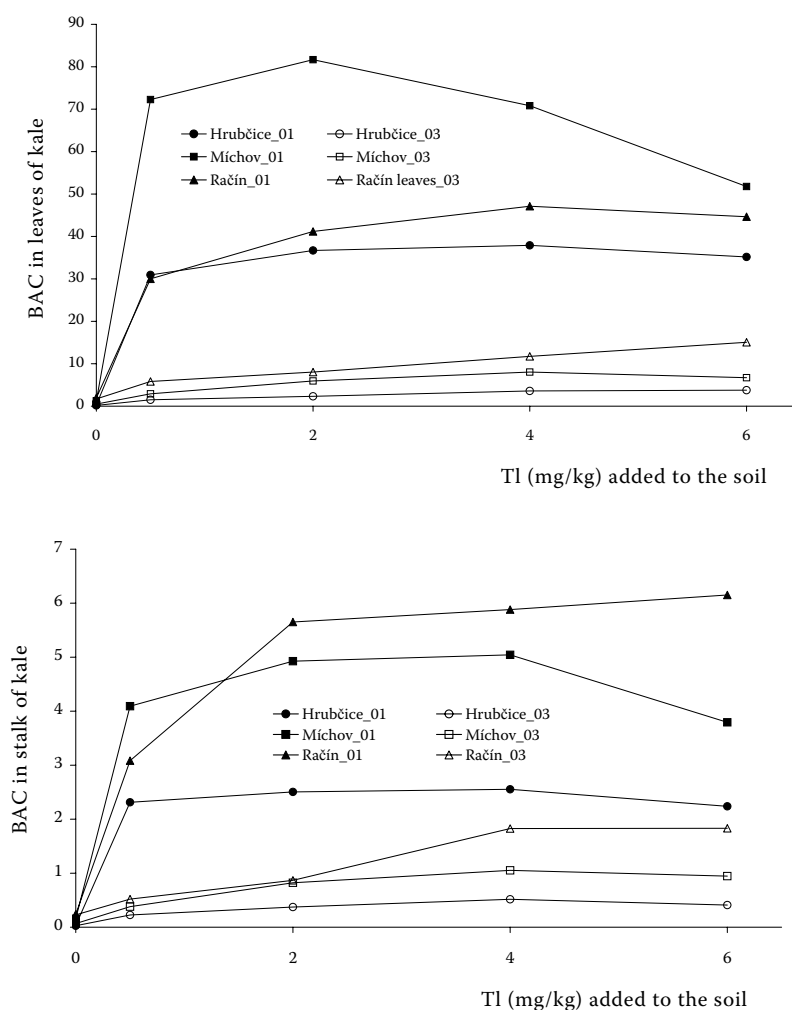 90
80
70
60
50
40
30
20
10
0
BAC in leaves of kale
Hrubčice_01 Hrubčice_03
Míchov_01 Míchov_03
Račín_01 Račín leaves_03
0 2 4 6
Tl (mg/kg) added to the soil
7
6
5
4
3
2
1
0
BAC in stalk of kale
Hrubčice_01 Hrubčice_03
Míchov_01 Míchov_03
Račín_01 Račín_03
0 2 4 6
Tl (mg/kg) added to the soil